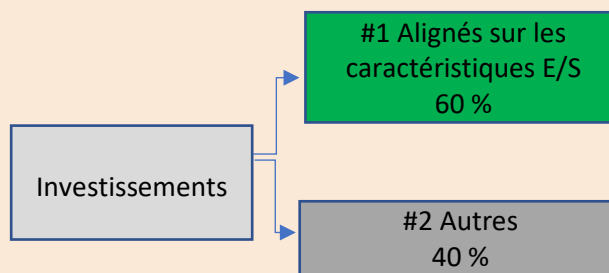 #1 Alignés sur les
caractéristiques E/S
60 %
Investissements
#2 Autres
40 %